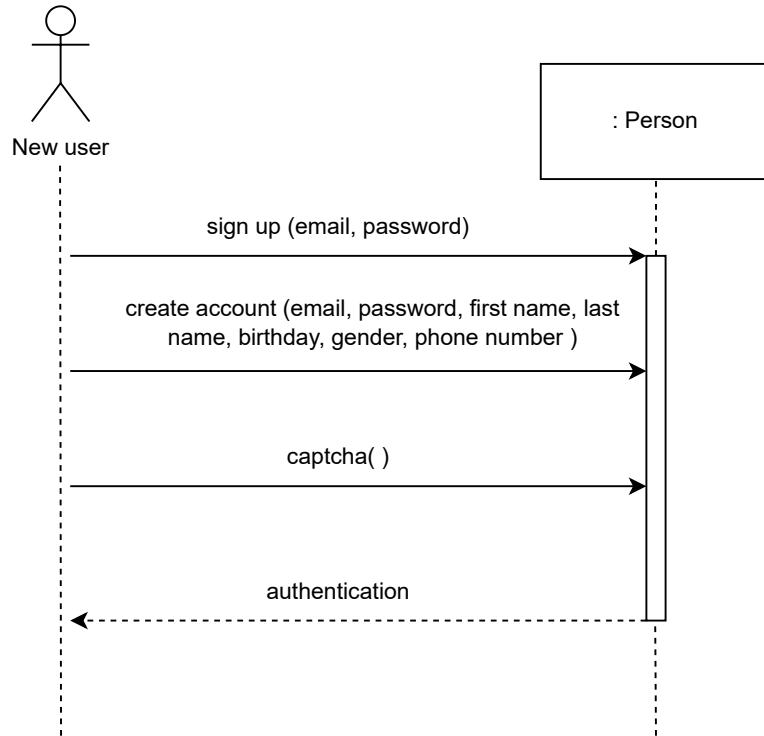 New user
: Person
sign up (email, password)
create account (email, password, first name, last
name, birthday, gender, phone number )
captcha( )
authentication